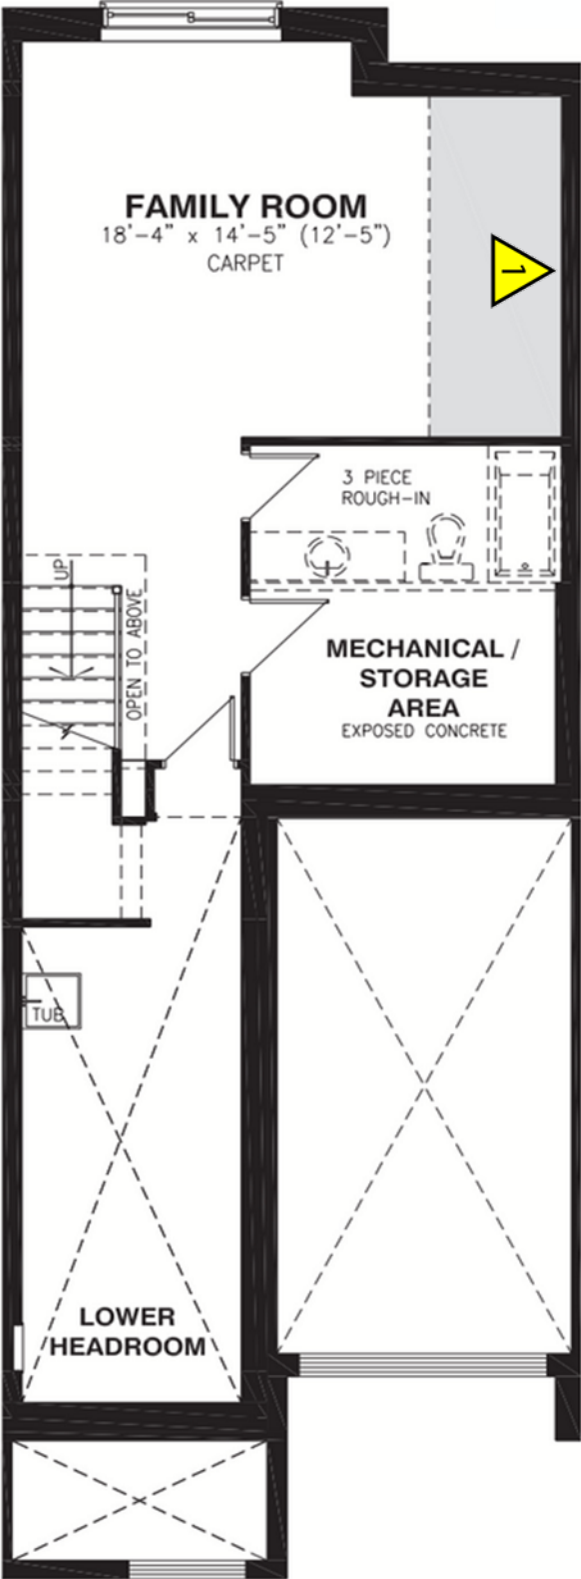 FAMILY ROOM
18'-4" x 14'-5" (12'-5")
CARPET
1
3 PIECE
ROUGH-IN
UP
OPEN TO ABOVE
MECHANICAL /
STORAGE
AREA
EXPOSED CONCRETE
TUB
LOWER
HEADROOM